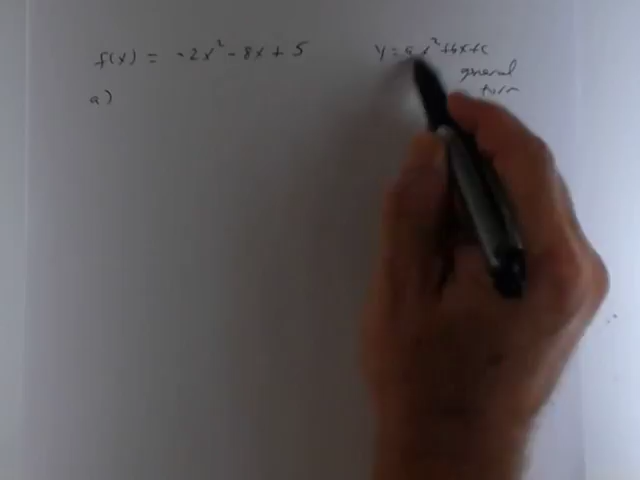 f(x) = -2x² - 8x + 5
y = ax² + bx + c
general
form
a)